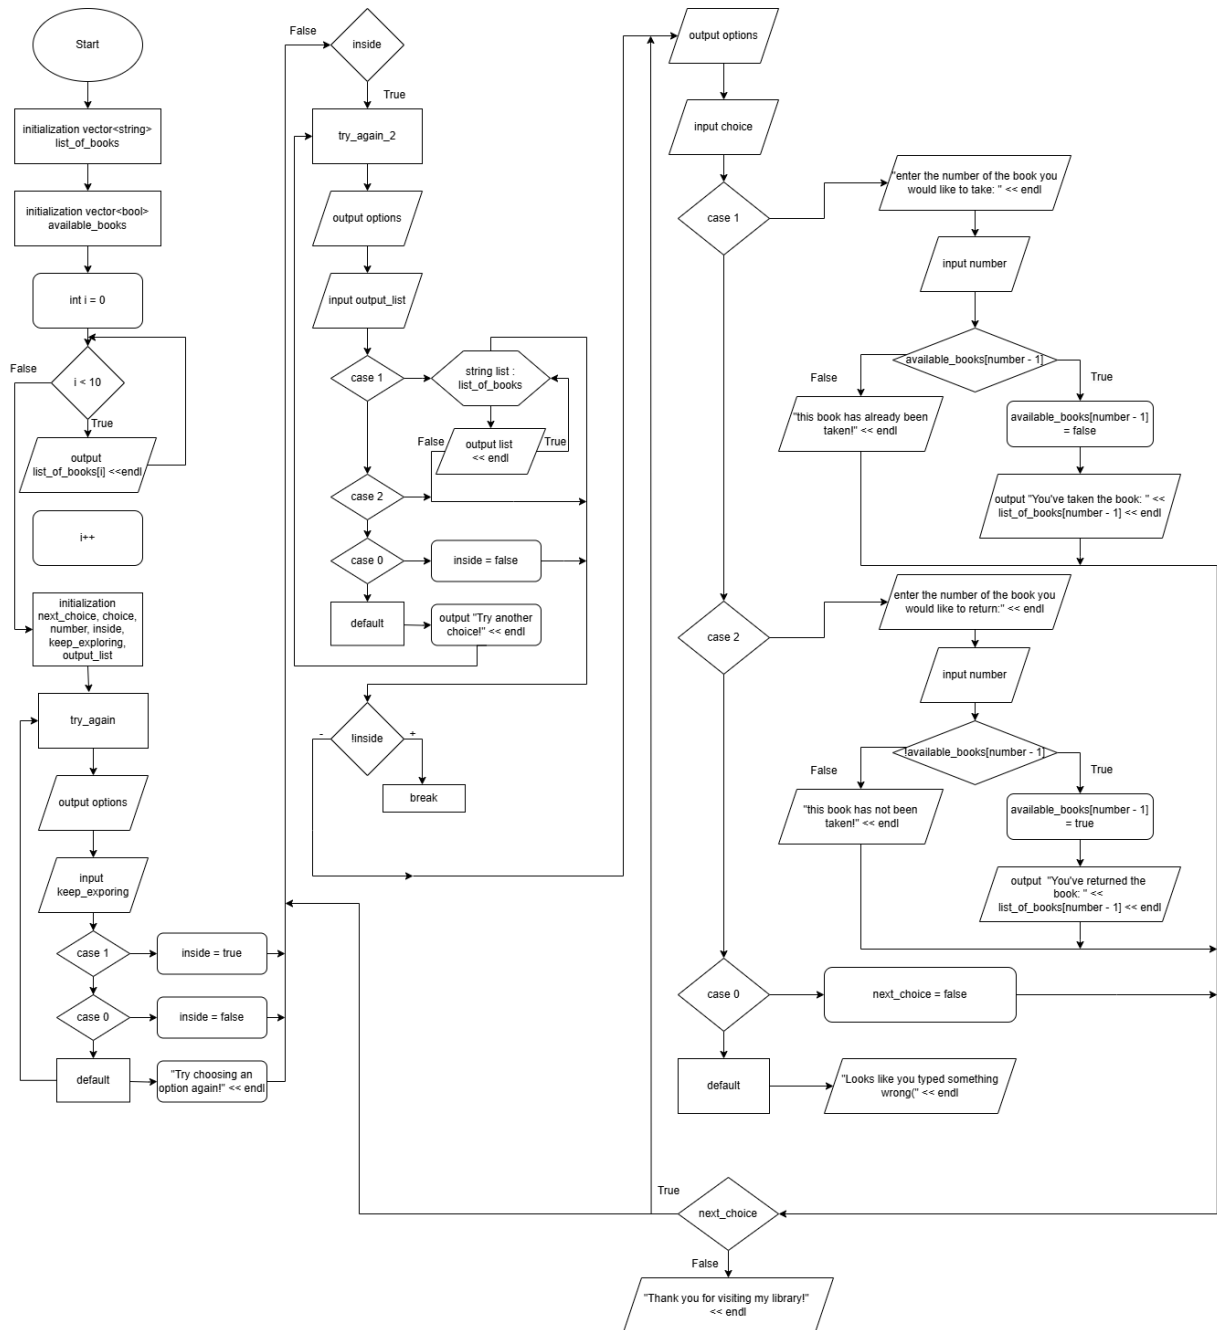 Start
initialization vector<string>
list_of_books
initialization vector<bool>
available_books
int i = 0
False
i < 10
True
output
list_of_books[i] <<endl
i++
initialization
next_choice, choice,
number, inside,
keep_exploring,
output_list
try_again
output options
input
keep_exporing
case 1
inside = true
case 0
inside = false
default
"Try choosing an
option again!" << endl
False
inside
True
try_again_2
output options
input output_list
case 1
string list :
list_of_books
False
output list
<< endl
True
case 2
case 0
inside = false
default
output "Try another
choice!" << endl
-
!inside
+
break
output options
input choice
case 1
"enter the number of the book you
would like to take: " << endl
input number
available_books[number - 1]
False
True
"this book has already been
taken!" << endl
available_books[number - 1]
= false
output "You've taken the book: " <<
list_of_books[number - 1] << endl
case 2
enter the number of the book you
would like to return:" << endl
input number
!available_books[number - 1]
False
True
"this book has not been
taken!" << endl
available_books[number - 1]
= true
output "You've returned the
book: " <<
list_of_books[number - 1] << endl
case 0
next_choice = false
default
"Looks like you typed something
wrong(" << endl
True
next_choice
False
"Thank you for visiting my library!"
<< endl